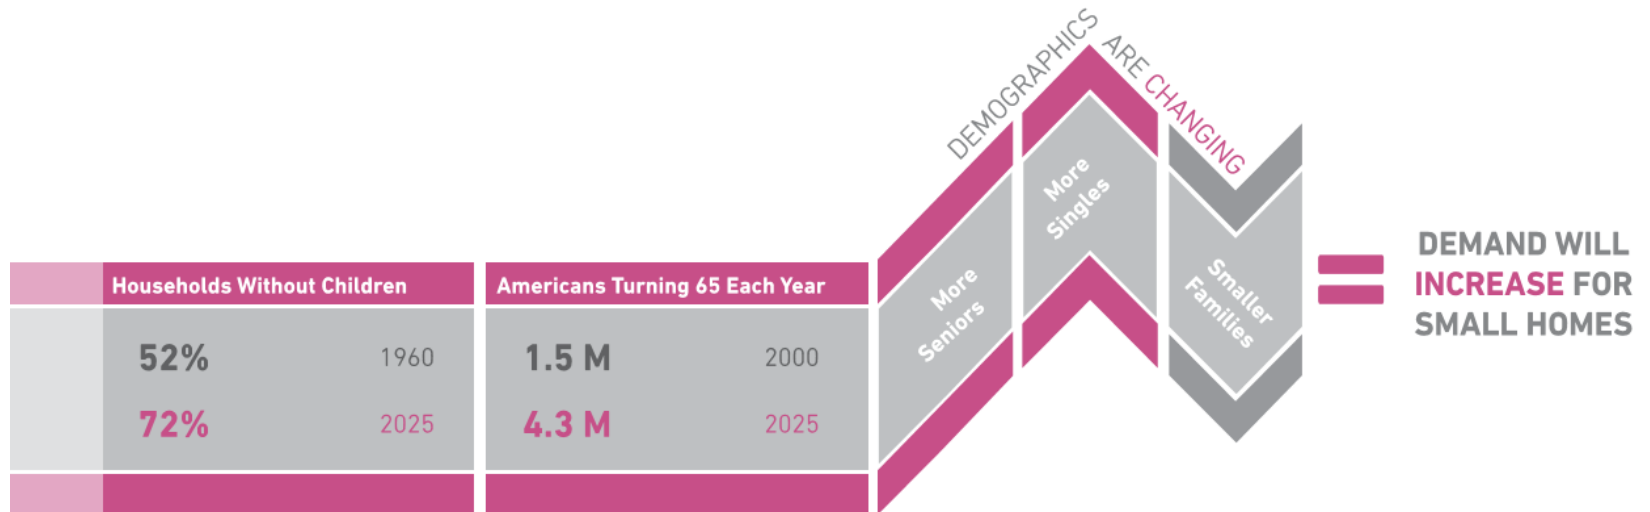 DEMOGRAPHICS ARE CHANGING
Households Without Children
52% 1960
72% 2025
Americans Turning 65 Each Year
1.5 M 2000
4.3 M 2025
More
Seniors
More
Singles
Smaller
Families
=
DEMAND WILL
INCREASE FOR
SMALL HOMES